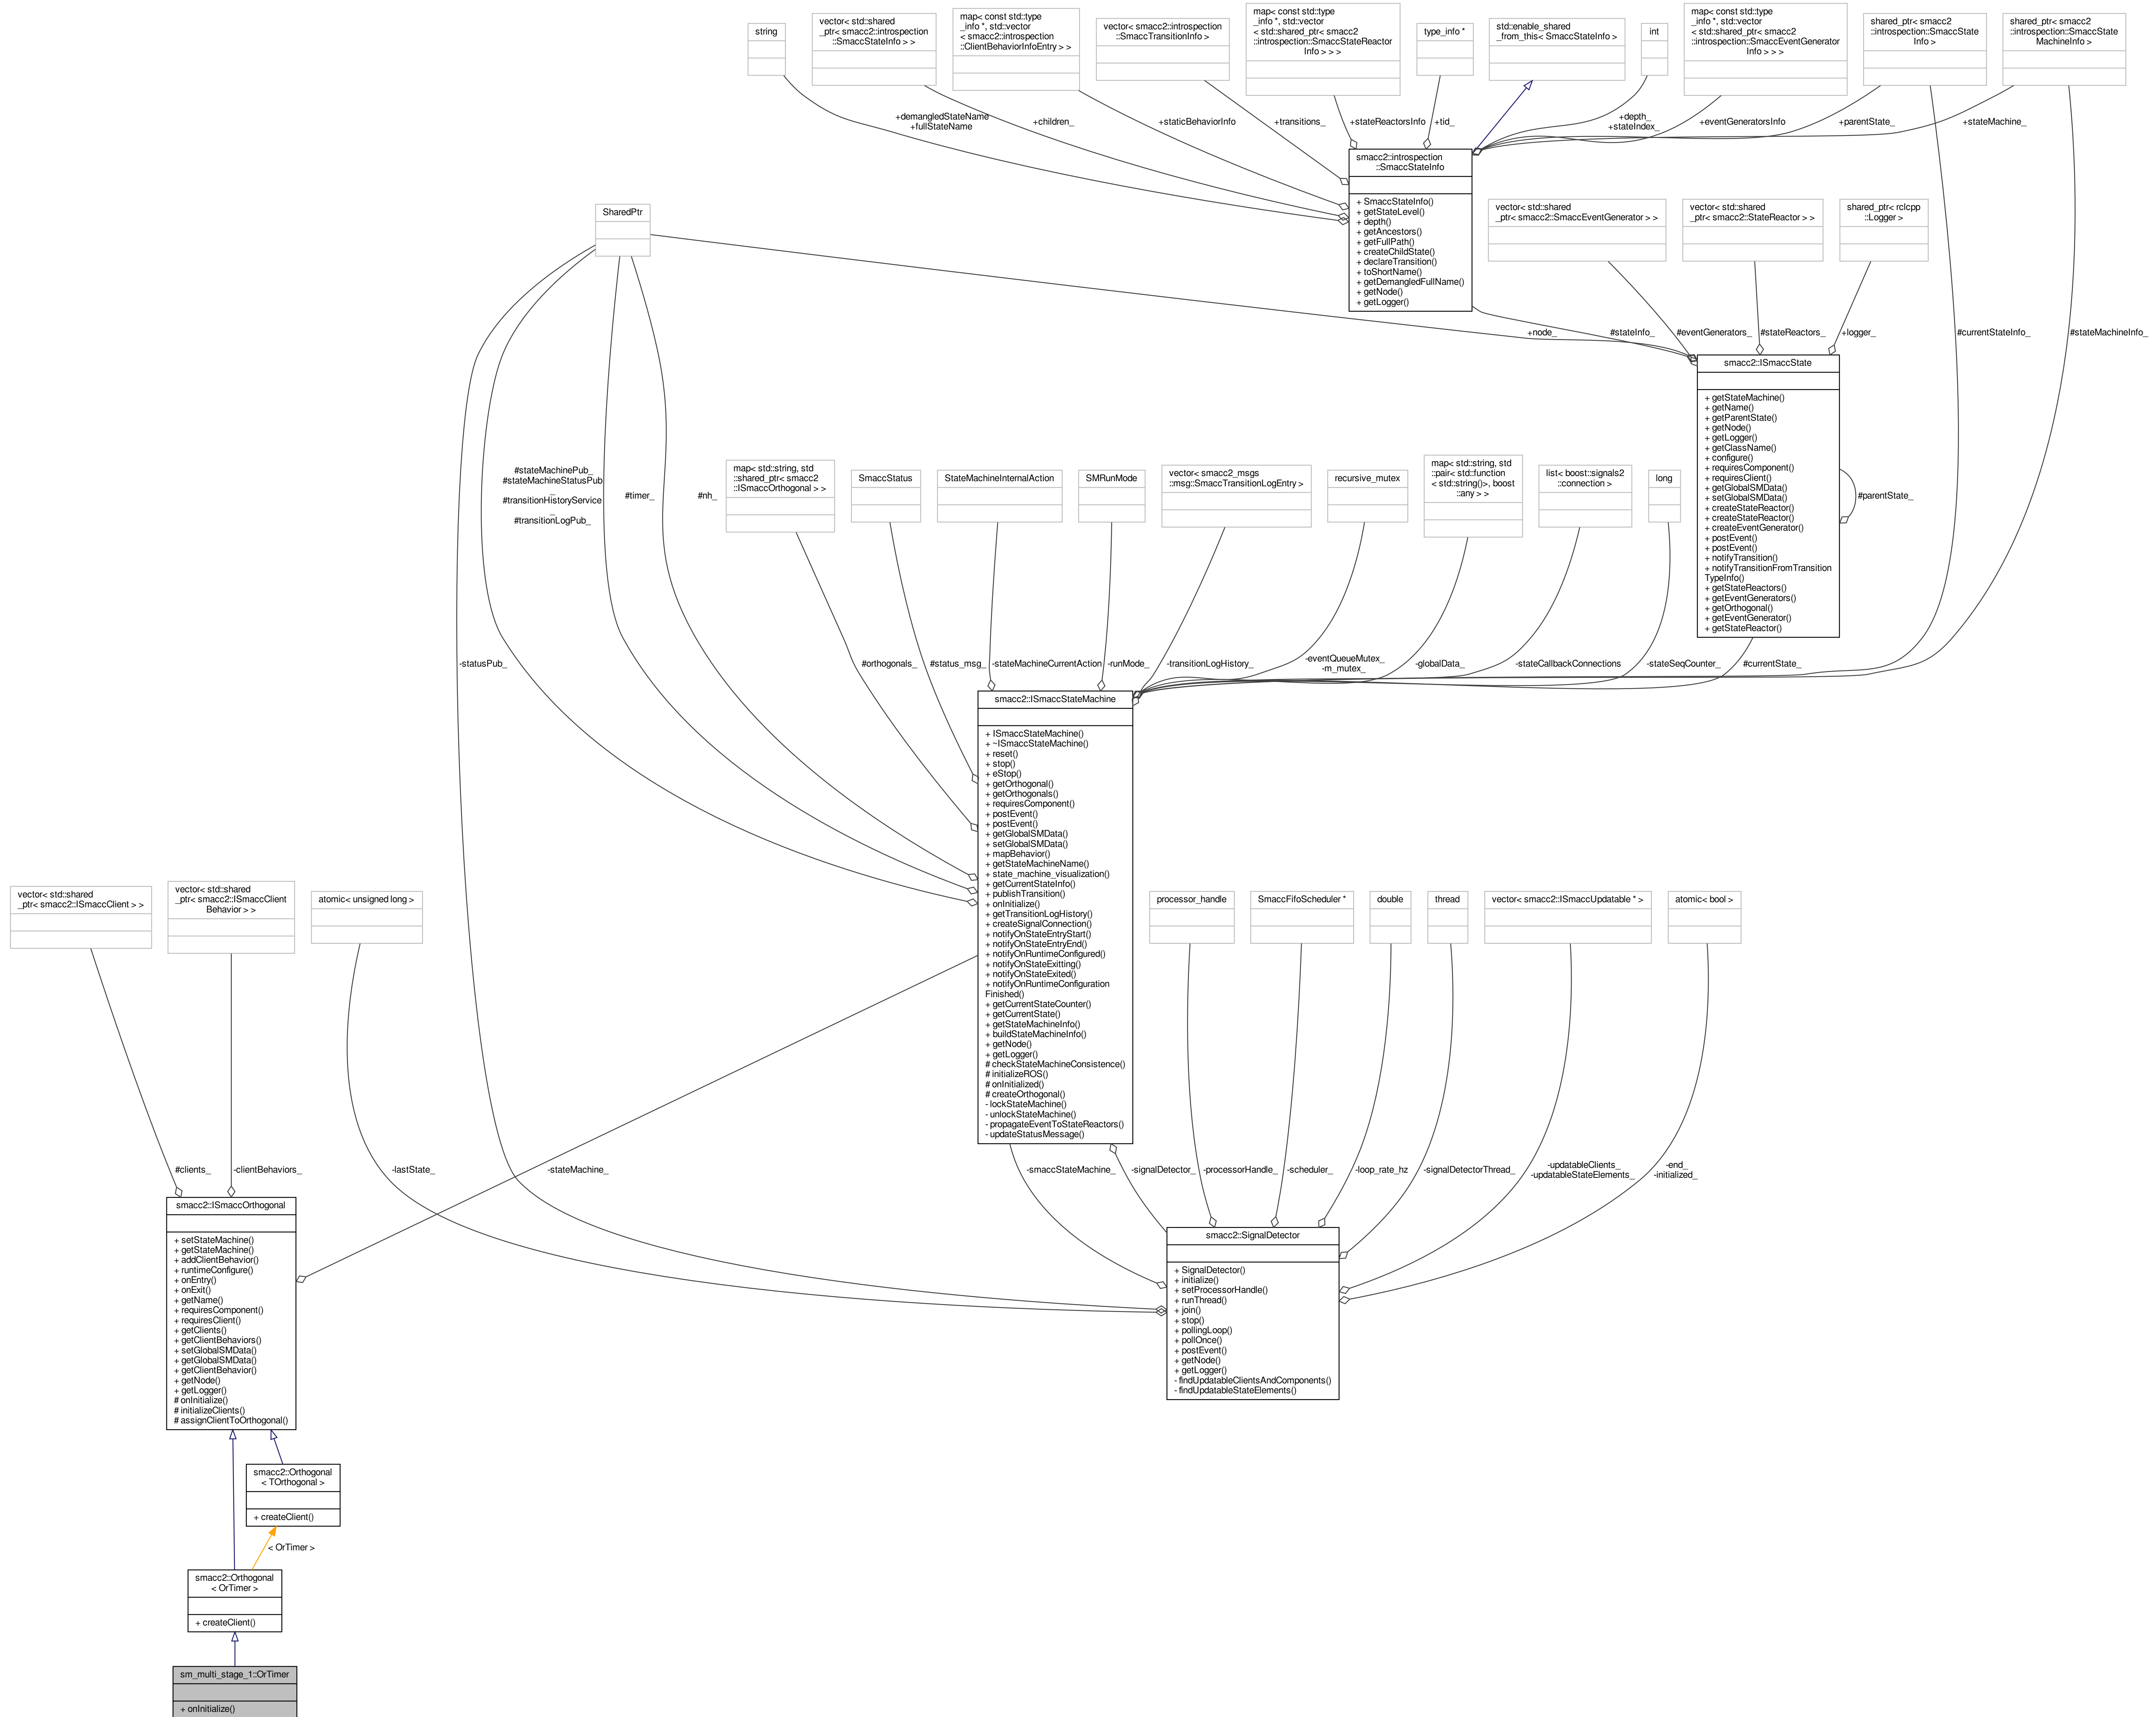 string
vector< std::shared
_ptr< smacc2::introspection
::SmaccStateInfo > >
map< const std::type
_info *, std::vector
< smacc2::introspection
::ClientBehaviorInfoEntry > >
vector< smacc2::introspection
::SmaccTransitionInfo >
map< const std::type
_info *, std::vector
< std::shared_ptr< smacc2
::introspection::SmaccStateReactor
Info > > >
type_info *
std::enable_shared
_from_this< SmaccStateInfo >
int
map< const std::type
_info *, std::vector
< std::shared_ptr< smacc2
::introspection::SmaccEventGenerator
Info > > >
shared_ptr< smacc2
::introspection::SmaccState
Info >
shared_ptr< smacc2
::introspection::SmaccState
MachineInfo >
+demangledStateName
+fullStateName
+children_
+staticBehaviorInfo
+transitions_
+stateReactorsInfo
+tid_
+depth_
+stateIndex_
+eventGeneratorsInfo
+parentState_
+stateMachine_
smacc2::introspection
::SmaccStateInfo
+ SmaccStateInfo()
+ getStateLevel()
+ depth()
+ getAncestors()
+ getFullPath()
+ createChildState()
+ declareTransition()
+ toShortName()
+ getDemangledFullName()
+ getNode()
+ getLogger()
SharedPtr
vector< std::shared
_ptr< smacc2::SmaccEventGenerator > >
vector< std::shared
_ptr< smacc2::StateReactor > >
shared_ptr< rclcpp
::Logger >
+node_
#stateInfo_
#eventGenerators_
#stateReactors_
+logger_
#currentStateInfo_
#stateMachineInfo_
smacc2::ISmaccState
+ getStateMachine()
+ getName()
+ getParentState()
+ getNode()
+ getLogger()
+ getClassName()
+ configure()
+ requiresComponent()
+ requiresClient()
+ getGlobalSMData()
+ setGlobalSMData()
+ createStateReactor()
+ createStateReactor()
+ createEventGenerator()
+ postEvent()
+ postEvent()
+ notifyTransition()
+ notifyTransitionFromTransition
TypeInfo()
+ getStateReactors()
+ getEventGenerators()
+ getOrthogonal()
+ getEventGenerator()
+ getStateReactor()
#parentState_
#stateMachinePub_
#stateMachineStatusPub
_
#transitionHistoryService
_
#transitionLogPub_
#timer_
#nh_
map< std::string, std
::shared_ptr< smacc2
::ISmaccOrthogonal > >
SmaccStatus
StateMachineInternalAction
SMRunMode
vector< smacc2_msgs
::msg::SmaccTransitionLogEntry >
recursive_mutex
map< std::string, std
::pair< std::function
< std::string()>, boost
::any > >
list< boost::signals2
::connection >
long
-statusPub_
#orthogonals_
#status_msg_
-stateMachineCurrentAction
-runMode_
-transitionLogHistory_
-eventQueueMutex_
-m_mutex_
-globalData_
-stateCallbackConnections
-stateSeqCounter_
#currentState_
smacc2::ISmaccStateMachine
+ ISmaccStateMachine()
+ ~ISmaccStateMachine()
+ reset()
+ stop()
+ eStop()
+ getOrthogonal()
+ getOrthogonals()
+ requiresComponent()
+ postEvent()
+ postEvent()
+ getGlobalSMData()
+ setGlobalSMData()
+ mapBehavior()
+ getStateMachineName()
+ state_machine_visualization()
+ getCurrentStateInfo()
+ publishTransition()
+ onInitialize()
+ getTransitionLogHistory()
+ createSignalConnection()
+ notifyOnStateEntryStart()
+ notifyOnStateEntryEnd()
+ notifyOnRuntimeConfigured()
+ notifyOnStateExitting()
+ notifyOnStateExited()
+ notifyOnRuntimeConfiguration
Finished()
+ getCurrentStateCounter()
+ getCurrentState()
+ getStateMachineInfo()
+ buildStateMachineInfo()
+ getNode()
+ getLogger()
# checkStateMachineConsistence()
# initializeROS()
# onInitialized()
# createOrthogonal()
- lockStateMachine()
- unlockStateMachine()
- propagateEventToStateReactors()
- updateStatusMessage()
vector< std::shared
_ptr< smacc2::ISmaccClient > >
vector< std::shared
_ptr< smacc2::ISmaccClient
Behavior > >
atomic< unsigned long >
processor_handle
SmaccFifoScheduler *
double
thread
vector< smacc2::ISmaccUpdatable * >
atomic< bool >
#clients_
-clientBehaviors_
-lastState_
-stateMachine_
-smaccStateMachine_
-signalDetector_
-processorHandle_
-scheduler_
-loop_rate_hz
-signalDetectorThread_
-updatableClients_
-updatableStateElements_
-end_
-initialized_
smacc2::ISmaccOrthogonal
+ setStateMachine()
+ getStateMachine()
+ addClientBehavior()
+ runtimeConfigure()
+ onEntry()
+ onExit()
+ getName()
+ requiresComponent()
+ requiresClient()
+ getClients()
+ getClientBehaviors()
+ setGlobalSMData()
+ getGlobalSMData()
+ getClientBehavior()
+ getNode()
+ getLogger()
# onInitialize()
# initializeClients()
# assignClientToOrthogonal()
smacc2::SignalDetector
+ SignalDetector()
+ initialize()
+ setProcessorHandle()
+ runThread()
+ join()
+ stop()
+ pollingLoop()
+ pollOnce()
+ postEvent()
+ getNode()
+ getLogger()
- findUpdatableClientsAndComponents()
- findUpdatableStateElements()
smacc2::Orthogonal
< TOrthogonal >
+ createClient()
< OrTimer >
smacc2::Orthogonal
< OrTimer >
+ createClient()
sm_multi_stage_1::OrTimer
+ onInitialize()